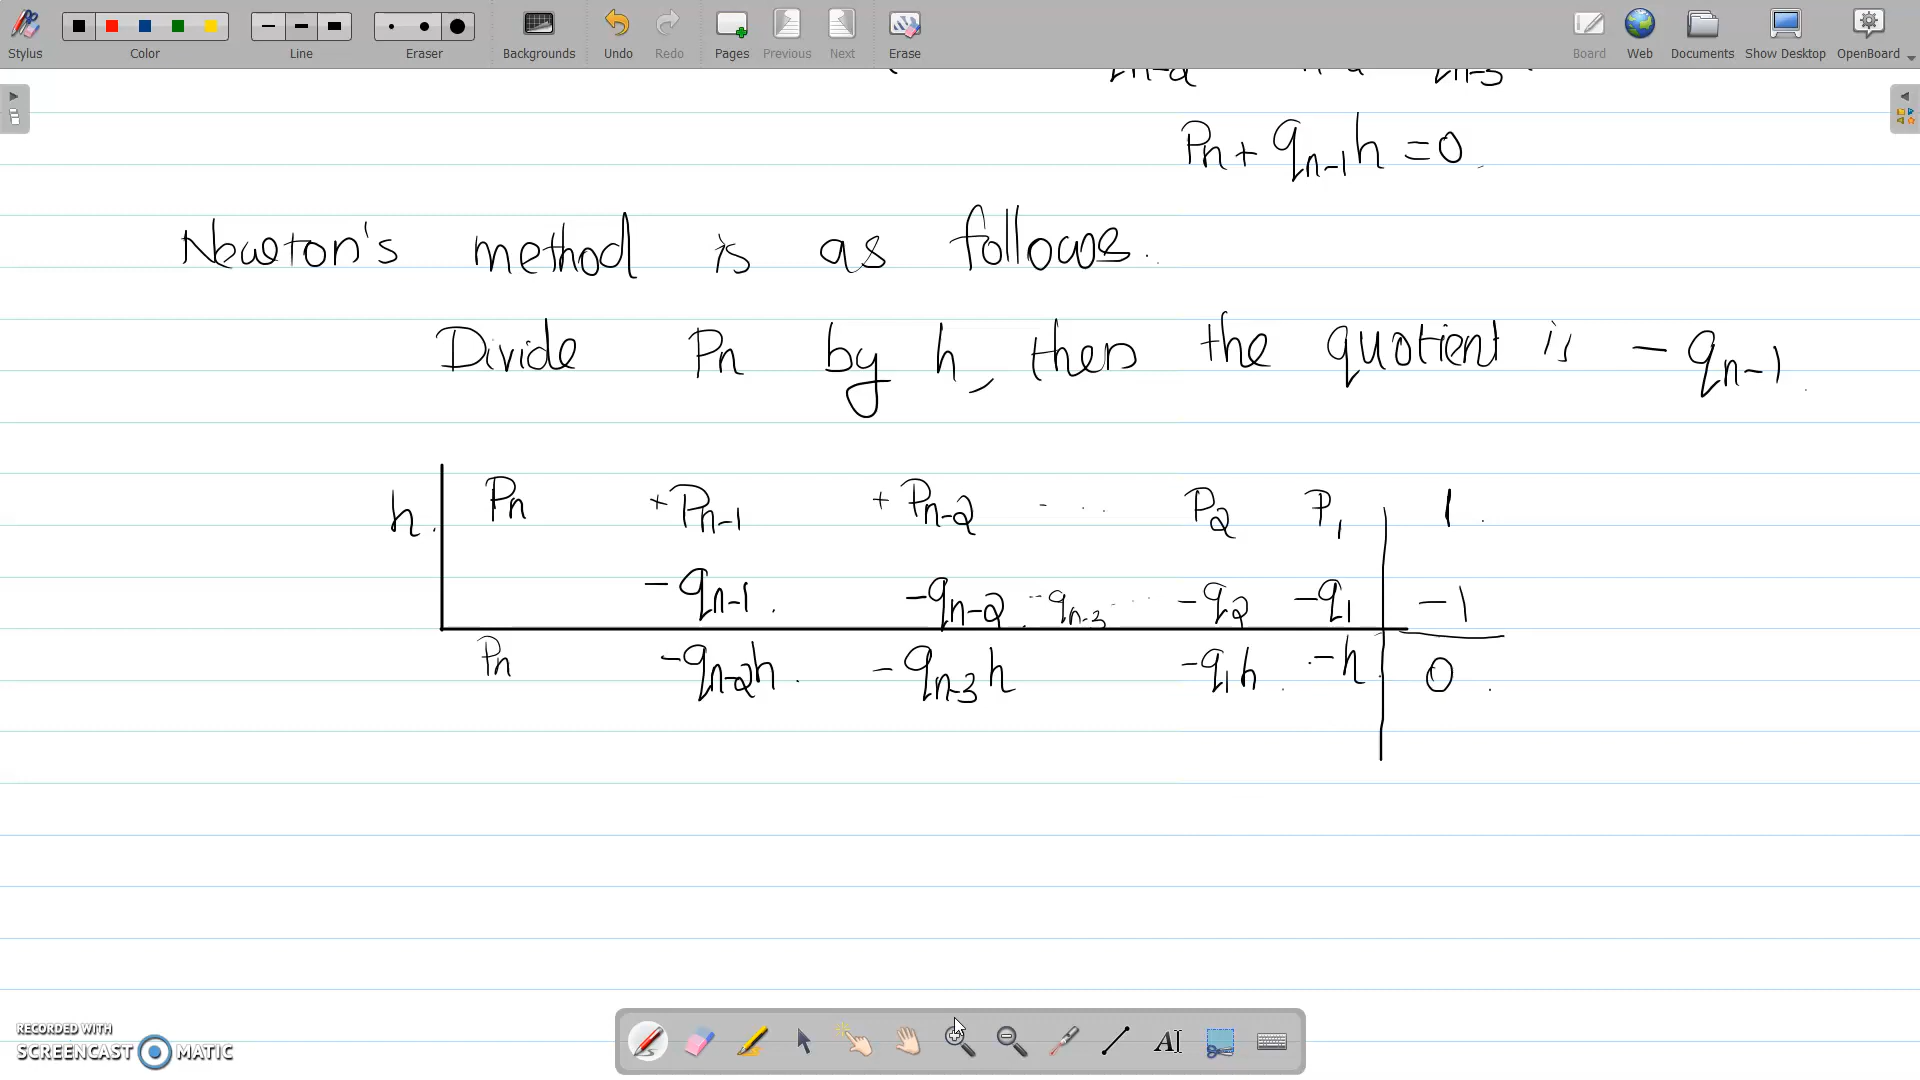 Stylus Color Line Eraser Backgrounds Undo Redo Pages Previous Next Erase Board Web Documents Show Desktop OpenBoard
Pn + qn-1h = 0.
Newton's method is as follows.
Divide Pn by h, then the quotient is - qn-1.
h. Pn + Pn-1 + Pn-2 - ... P2 P1 1.
- qn-1. - qn-2. - qn-3 ... - q2 - q1 - 1
Pn - qn-2h. - qn-3h - q1h. - h. 0.
RECORDED WITH
SCREENCAST MATIC